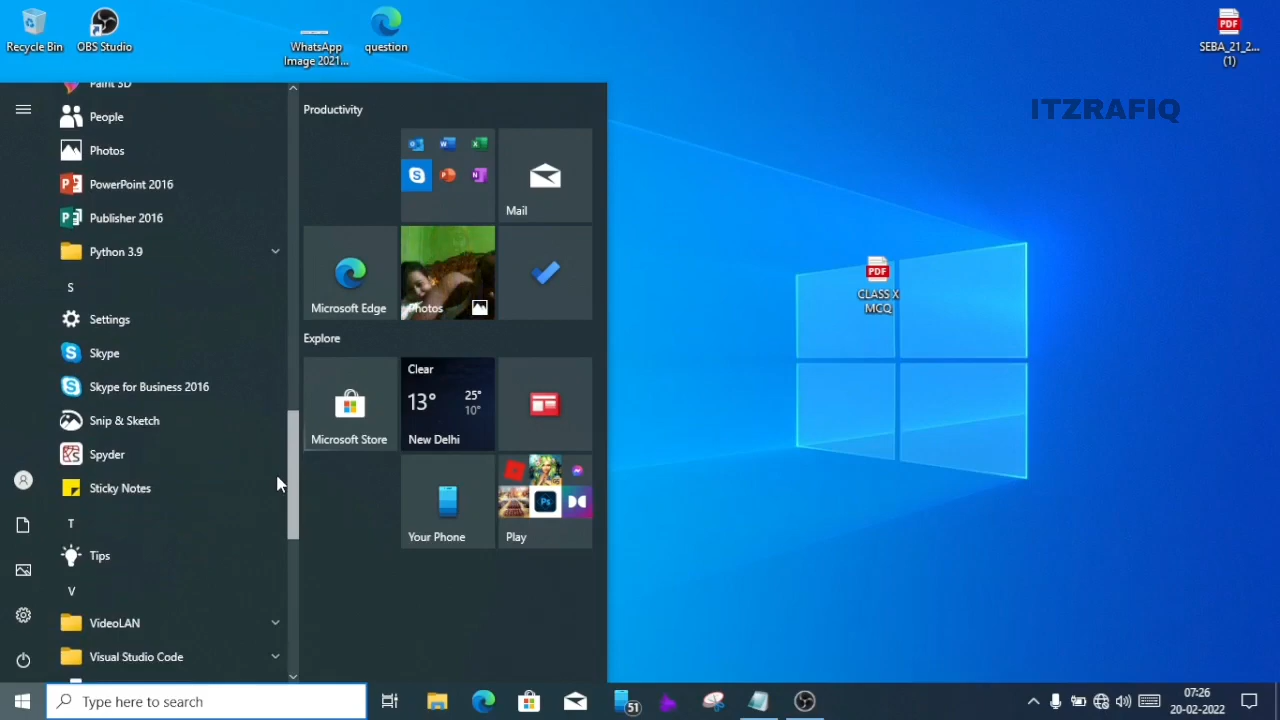 Recycle Bin
OBS Studio
WhatsApp
Image 2021...
question
SEBA_21_2...
(1)
ITZRAFIQ
Paint 3D
People
Photos
PowerPoint 2016
Publisher 2016
Python 3.9
S
Settings
Skype
Skype for Business 2016
Snip & Sketch
Spyder
Sticky Notes
T
Tips
V
VideoLAN
Visual Studio Code
Productivity
Mail
Microsoft Edge
Photos
Explore
Microsoft Store
Clear
13°
25°
10°
New Delhi
Your Phone
Ps
Play
PDF
CLASS X
MCQ
PDF
Type here to search
51
07:26
20-02-2022